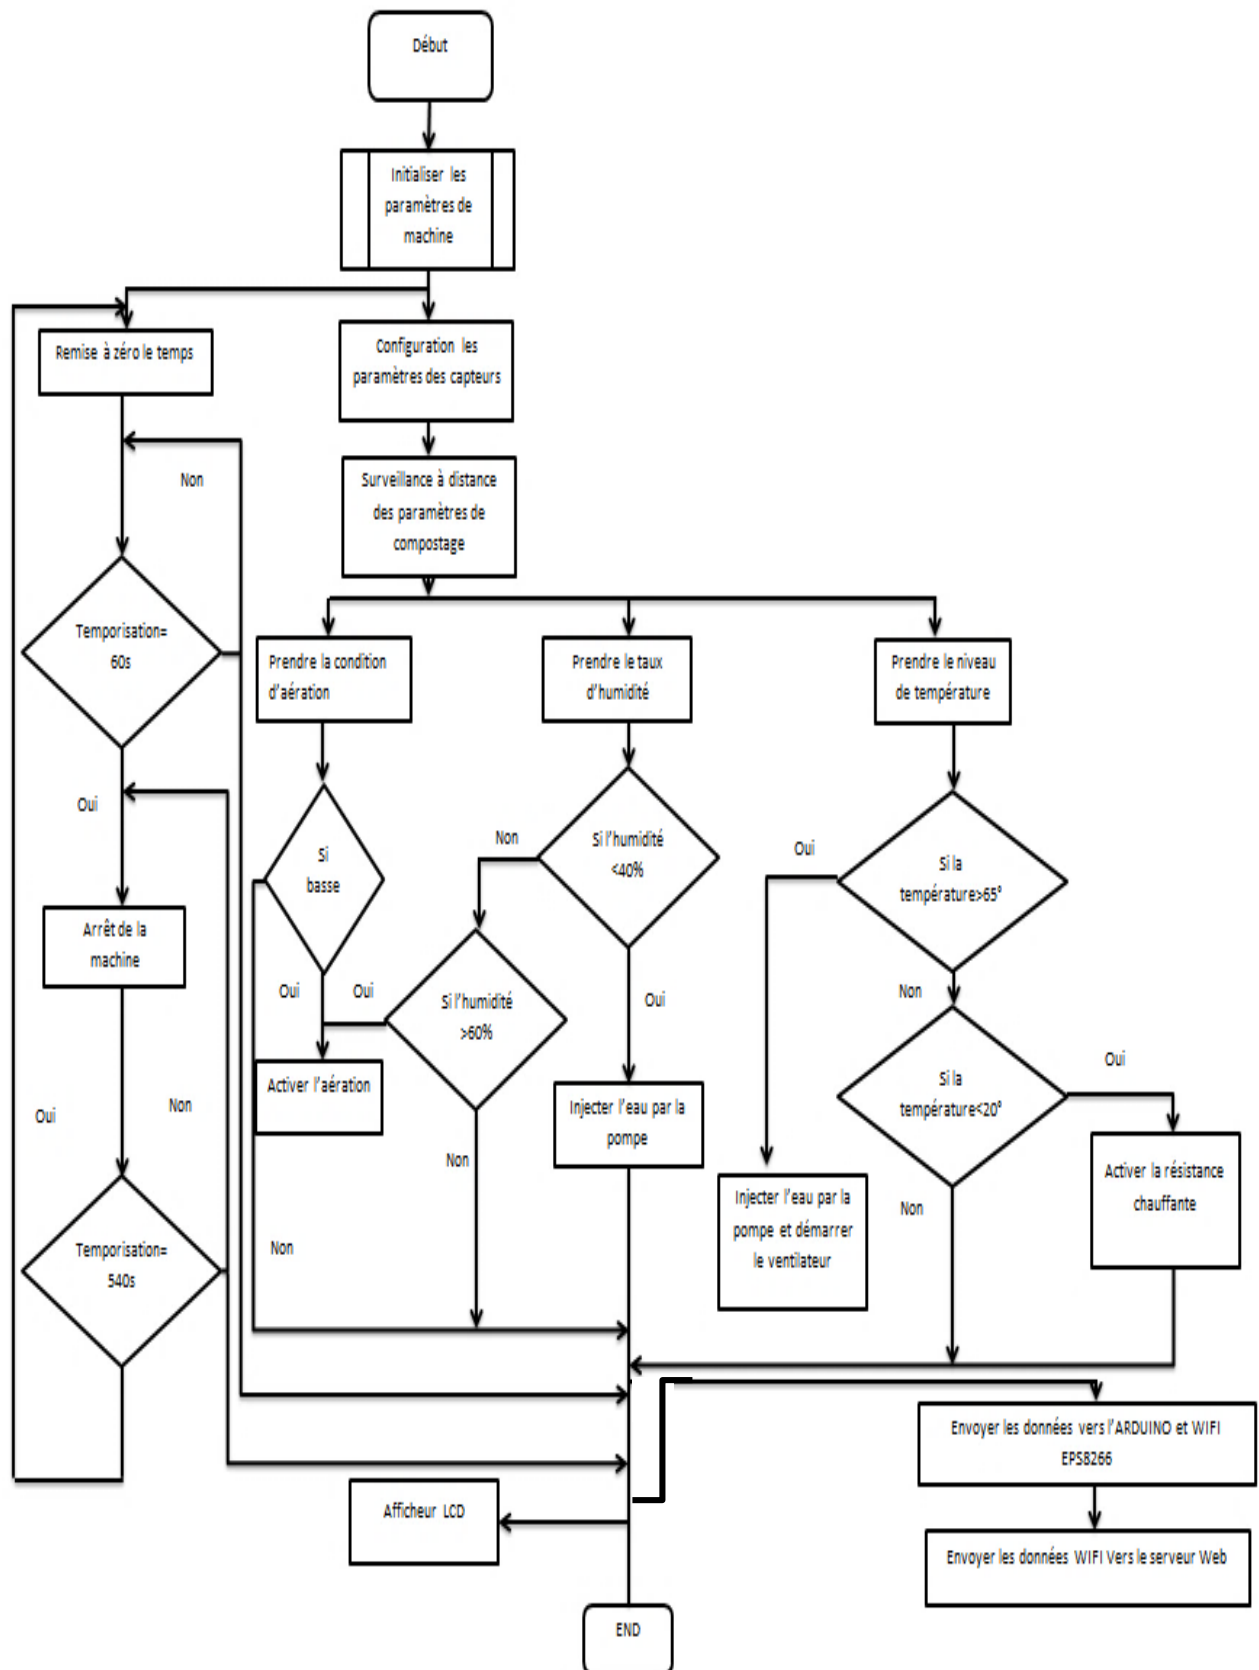 Début
Initialiser les
paramètres de
machine
Remise à zéro le temps
Configuration les
paramètres des capteurs
Non
Surveillance à distance
des paramètres de
compostage
Temporisation=
60s
Prendre la condition
d'aération
Prendre le taux
d'humidité
Prendre le niveau
de température
Oui
Si
basse
Non
Si l'humidité
<40%
Oui
Si la
température>65°
Arrêt de la
machine
Oui
Oui
Si l'humidité
>60%
Oui
Non
Si la
température<20°
Oui
Activer l'aération
Injecter l'eau par la
pompe
Oui
Non
Non
Injecter l'eau par la
pompe et démarrer
le ventilateur
Non
Activer la résistance
chauffante
Temporisation=
540s
Non
Envoyer les données vers l'ARDUINO et WIFI
EPS8266
Afficheur LCD
Envoyer les données WIFI Vers le serveur Web
END